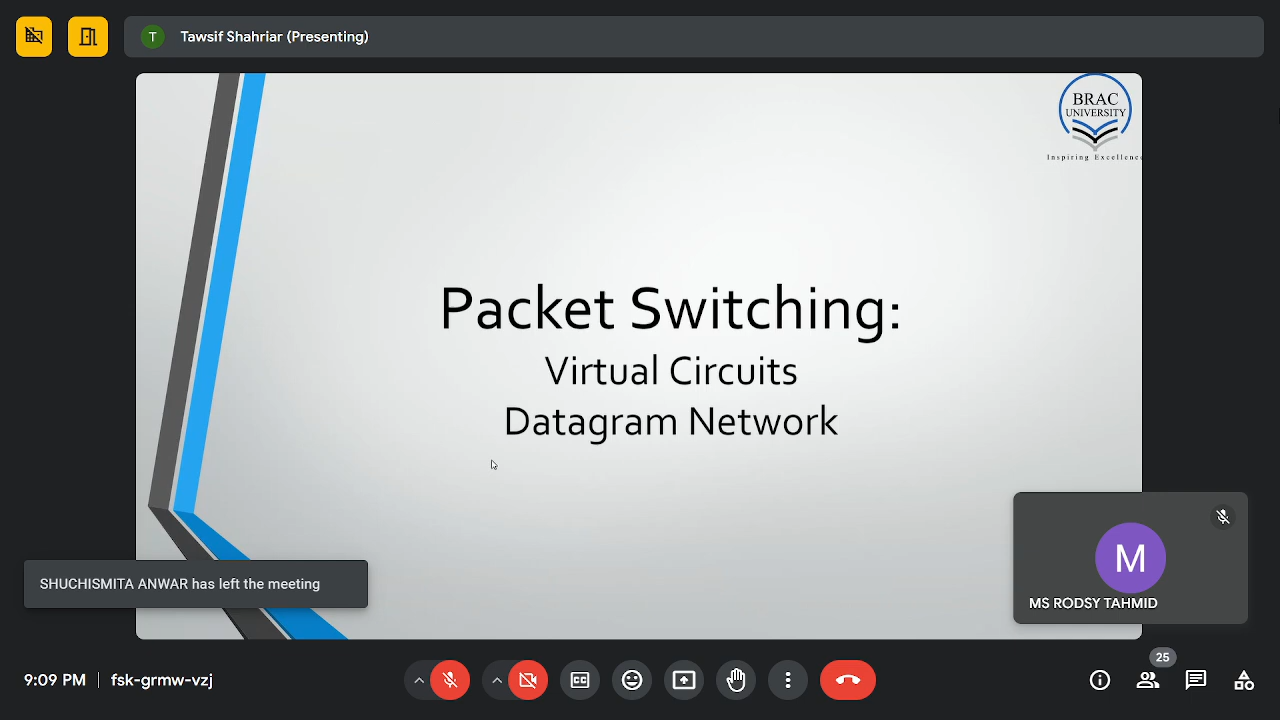 T Tawsif Shahriar (Presenting)
BRAC
UNIVERSITY
Inspiring Excellence
Packet Switching:
Virtual Circuits
Datagram Network
SHUCHISMITA ANWAR has left the meeting
M
MS RODSY TAHMID
9:09 PM | fsk-grmw-vzj
CC
25